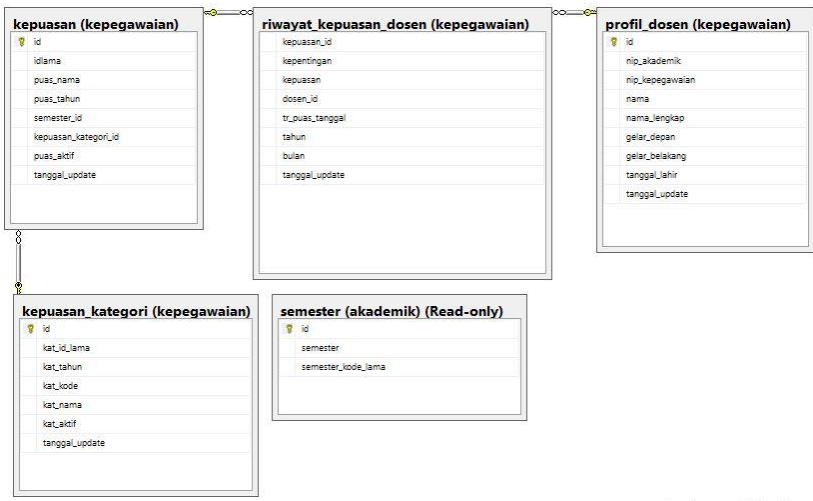 kepuasan (kepegawaian)
id
idlama
puas_nama
puas_tahun
semester_id
kepuasan_kategori_id
puas_aktif
tanggal_update
riwayat_kepuasan_dosen (kepegawaian)
kepuasan_id
kepentingan
kepuasan
dosen_id
tr_puas_tanggal
tahun
bulan
tanggal_update
profil_dosen (kepegawaian)
id
nip_akademik
nip_kepegawaian
nama
nama_lengkap
gelar_depan
gelar_belakang
tanggal_lahir
tanggal_update
kepuasan_kategori (kepegawaian)
id
kat_id_lama
kat_tahun
kat_kode
kat_nama
kat_aktif
tanggal_update
semester (akademik) (Read-only)
id
semester
semester_kode_lama